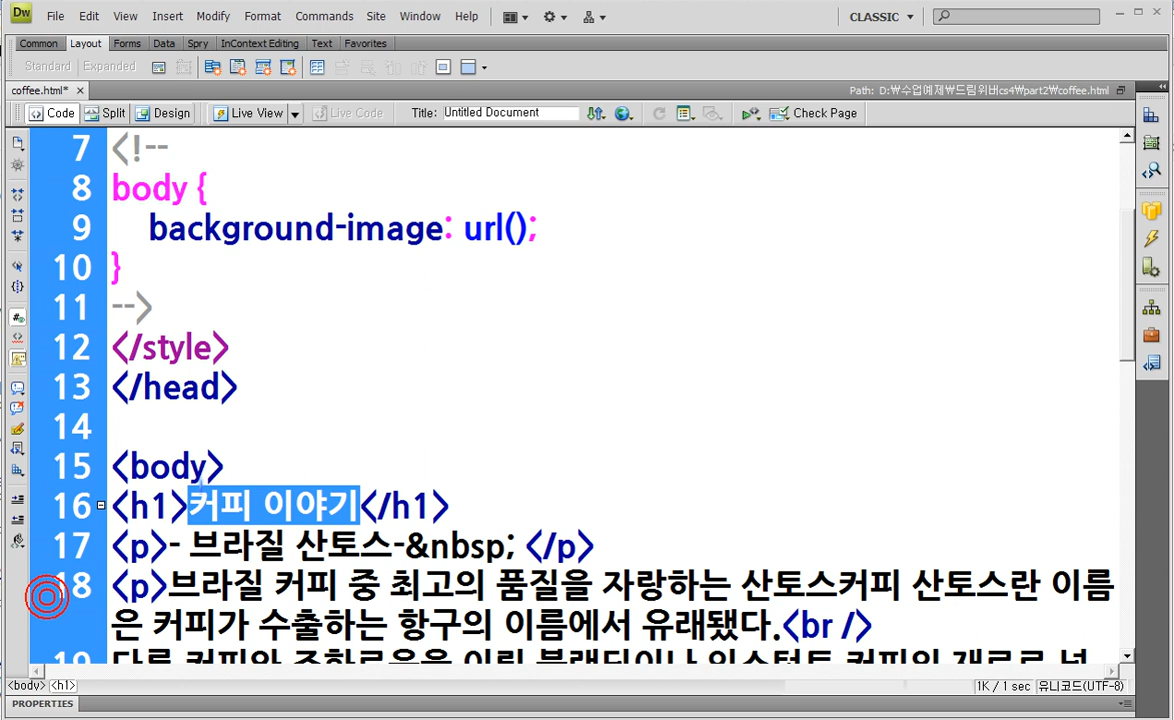 Dw File Edit View Insert Modify Format Commands Site Window Help CLASSIC
Common Layout Forms Data Spry InContext Editing Text Favorites
Standard Expanded
coffee.html* Path: D:₩수업예제₩드림위버cs4₩part2₩coffee.html
Code Split Design Live View Live Code Title: Untitled Document Check Page
7 <!--
8 body {
9 background-image: url();
10 }
11 -->
12 </style>
13 </head>
14
15 <body>
16 <h1>커피 이야기</h1>
17 <p>- 브라질 산토스-&nbsp; </p>
18 <p>브라질 커피 중 최고의 품질을 자랑하는 산토스커피 산토스란 이름
은 커피가 수출하는 항구의 이름에서 유래됐다.<br />
<body> <h1> 1K / 1 sec 유니코드(UTF-8)
PROPERTIES